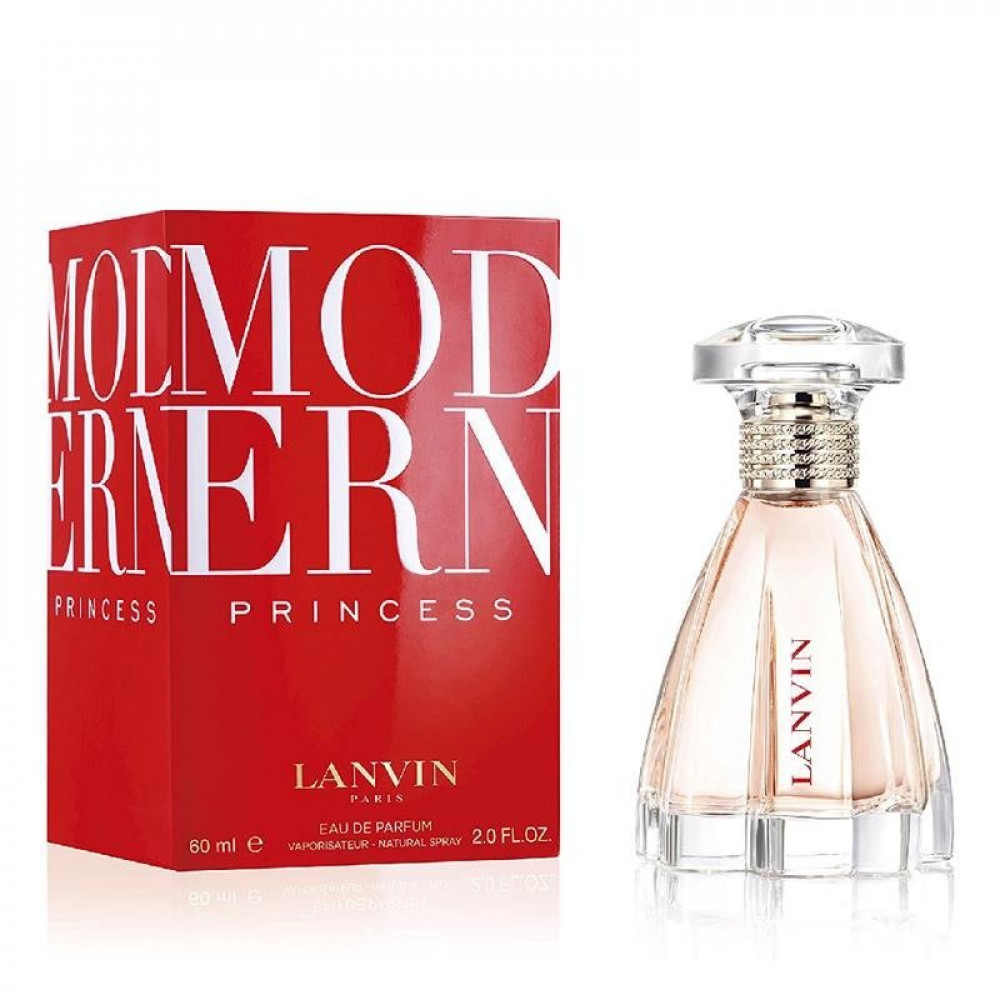 MOD
ERN
PRINCESS
MOD
ERN
PRINCESS
LANVIN
PARIS
EAU DE PARFUM
60 ml e VAPORISATEUR - NATURAL SPRAY 2.0 FL.OZ.
LANVIN